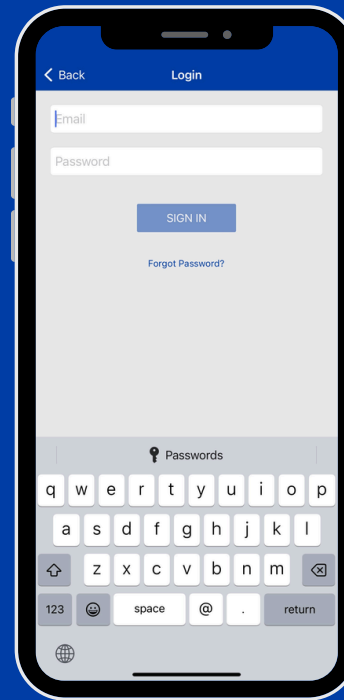 Back Login
Email
Password
SIGN IN
Forgot Password?
Passwords
q w e r t y u i o p
a s d f g h j k l
z x c v b n m
123 space @ . return